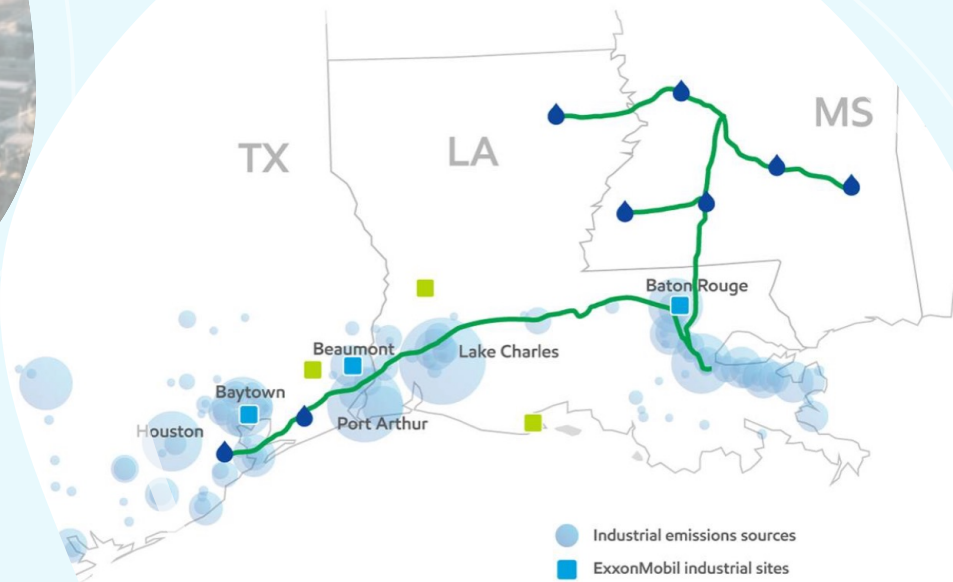 MS
LA
TX
Baton Rouge
Beaumont
Lake Charles
Baytown
Port Arthur
Houston
Industrial emissions sources
ExxonMobil industrial sites